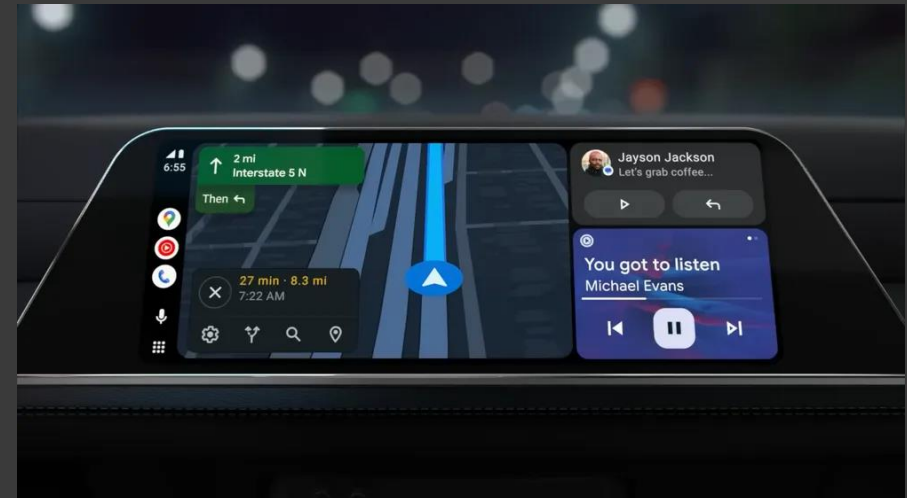 6:55
2 mi
Interstate 5 N
Then
27 min · 8.3 mi
7:22 AM
Jayson Jackson
Let's grab coffee...
You got to listen
Michael Evans